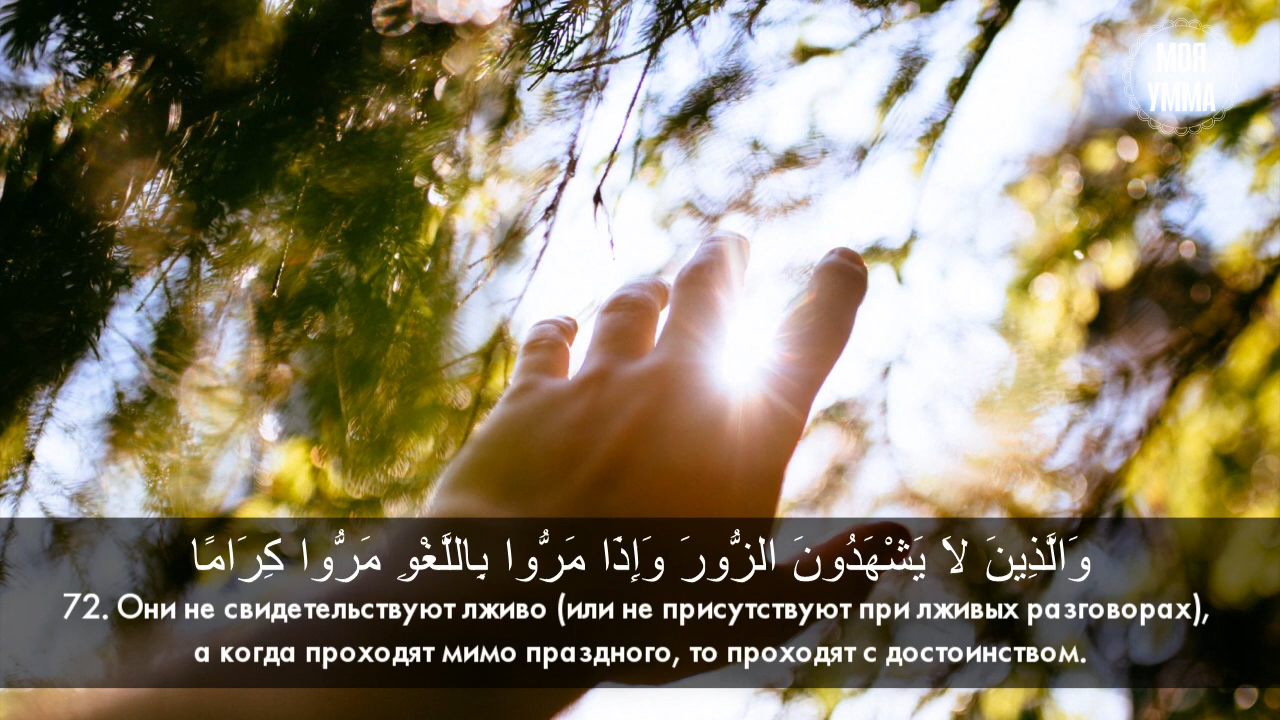 МОЯ
УММА
وَالَّذِينَ لاَ يَشْهَدُونَ الزُّورَ وَإِذَا مَرُّوا بِاللَّغْوِ مَرُّوا كِرَامًا
72. Они не свидетельствуют лживо (или не присутствуют при лживых разговорах),
а когда проходят мимо праздного, то проходят с достоинством.